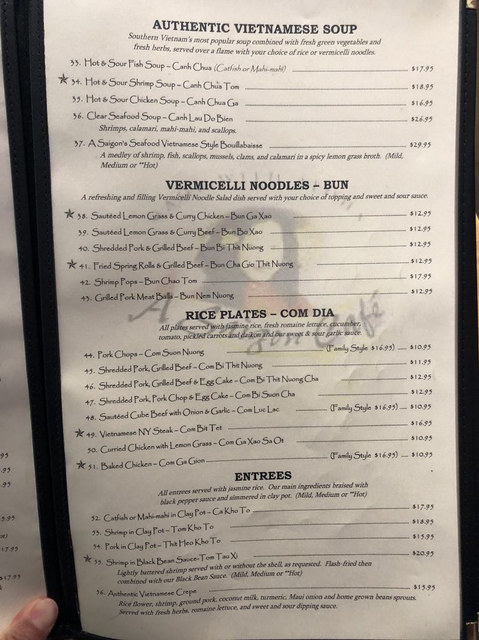 AUTHENTIC VIETNAMESE SOUP
Southern Vietnam's most popular soup combined with fresh green vegetables and
fresh herbs, served over a flame with your choice of rice or vermicelli noodles.
33. Hot & Sour Fish Soup – Canh Chua (Catfish or Mahi-mahi) $17.95
34. Hot & Sour Shrimp Soup – Canh Chua Tom $18.95
35. Hot & Sour Chicken Soup – Canh Chua Ga $16.95
36. Clear Seafood Soup – Canh Lau Do Bien $26.95
Shrimps, calamari, mahi-mahi, and scallops.
37. A Saigon's Seafood Vietnamese Style Bouillabaisse $29.95
A medley of shrimp, fish, scallops, mussels, clams, and calamari in a spicy lemon grass broth. (Mild,
Medium or "Hot)
VERMICELLI NOODLES – BUN
A refreshing and filling Vermicelli Noodle Salad dish served with your choice of topping and sweet and sour sauce.
38. Sautéed Lemon Grass & Curry Chicken – Bun Ga Xao $12.95
39. Sautéed Lemon Grass & Curry Beef – Bun Bo Xao $12.95
40. Shredded Pork & Grilled Beef – Bun Bi Thit Nuong $12.95
41. Fried Spring Rolls & Grilled Beef – Bun Cha Gio Thit Nuong $12.95
42. Shrimp Pops – Bun Chao Tom $17.95
43. Grilled Pork Meat Balls – Bun Nem Nuong $12.95
RICE PLATES – COM DIA
All plates served with jasmine rice, fresh romaine lettuce, cucumber,
tomato, pickled carrots and daikon and our sweet & sour garlic sauce.
44. Pork Chops – Com Suon Nuong (Family Style $16.95) $10.95
45. Shredded Pork, Grilled Beef – Com Bi Thit Nuong $11.95
46. Shredded Pork, Grilled Beef & Egg Cake – Com Bi Thit Nuong Cha $12.95
47. Shredded Pork, Pork Chop & Egg Cake – Com Bi Suon Cha $12.95
48. Sautéed Cube Beef with Onion & Garlic – Com Luc Lac (Family Style $16.95) $10.95
49. Vietnamese NY Steak – Com Bit Tet $16.95
50. Curried Chicken with Lemon Grass – Com Ga Xao Sa Ot $10.95
51. Baked Chicken – Com Ga Gion (Family Style $16.95) $10.95
ENTREES
All entrees served with jasmine rice. Our main ingredients braised with
black pepper sauce and simmered in clay pot. (Mild, Medium or "Hot)
52. Catfish or Mahi-mahi in Clay Pot – Ca Kho To $17.95
53. Shrimp in Clay Pot – Tom Kho To $18.95
54. Pork in Clay Pot – Thit Heo Kho To $15.95
55. Shrimp in Black Bean Sauce-Tom Tau Xi $20.95
Lightly battered shrimp served with or without the shell, as requested. Flash-fried then
combined with our Black Bean Sauce. (Mild, Medium or "Hot)
56. Authentic Vietnamese Crepe $15.95
Rice flower, shrimp, ground pork, coconut milk, turmeric, Maui onion and home grown beans sprouts.
Served with fresh herbs, romaine lettuce, and sweet and sour dipping sauce.